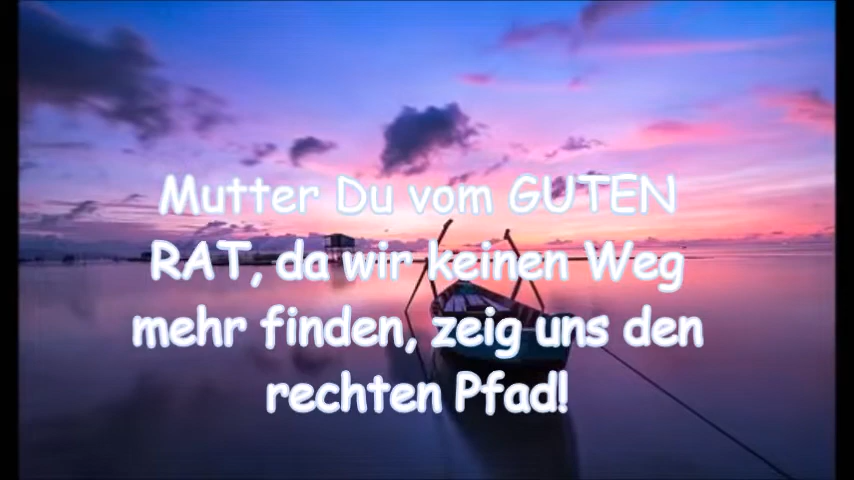 Mutter Du vom GUTEN
RAT, da wir keinen Weg
mehr finden, zeig uns den
rechten Pfad!